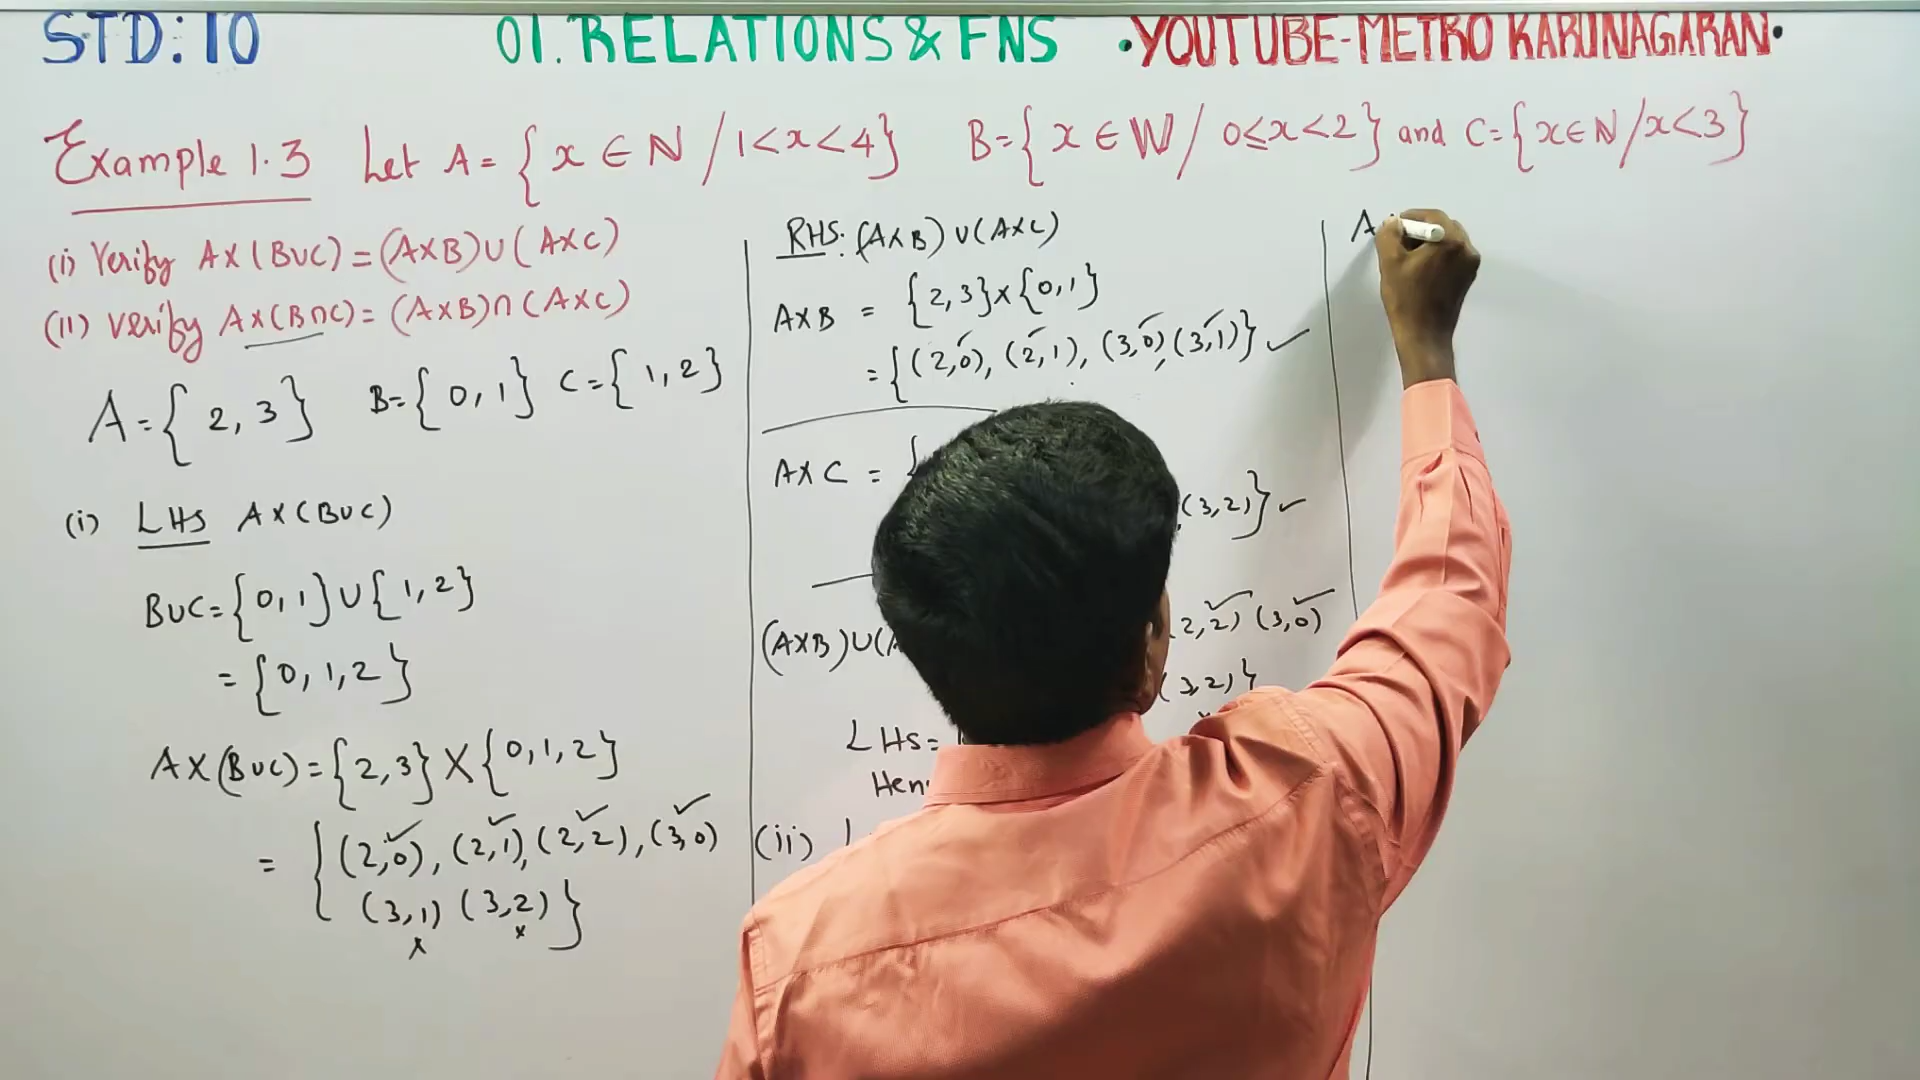 STD: 10 01. RELATIONS & FNS • YOUTUBE-METRO KARUNAGARAN •
Example 1.3 Let A = { x ∈ N / 1<x<4} B={ x ∈ W / 0≤x<2} and C={x∈N/x<3}
(i) Verify A×(B∪C)=(A×B)∪(A×C)
(ii) verify A×(B∩C)=(A×B)∩(A×C)
A={ 2, 3 } B={ 0, 1 } C={ 1, 2 }
(i) LHS A×(B∪C)
B∪C={0,1}∪{1,2}
= {0,1,2}
A×(B∪C)={2,3}×{0,1,2}
= {(2,0), (2,1), (2,2), (3,0)
(3,1) (3,2)}
RHS: (A×B)∪(A×C)
A×B = {2,3}×{0,1}
= {(2,0), (2,1), (3,0), (3,1)} ✓
A×C = {
(3,2)} ✓
(A×B)∪(
2,2) (3,0)
(3,2)}
LHS=
(ii)
A